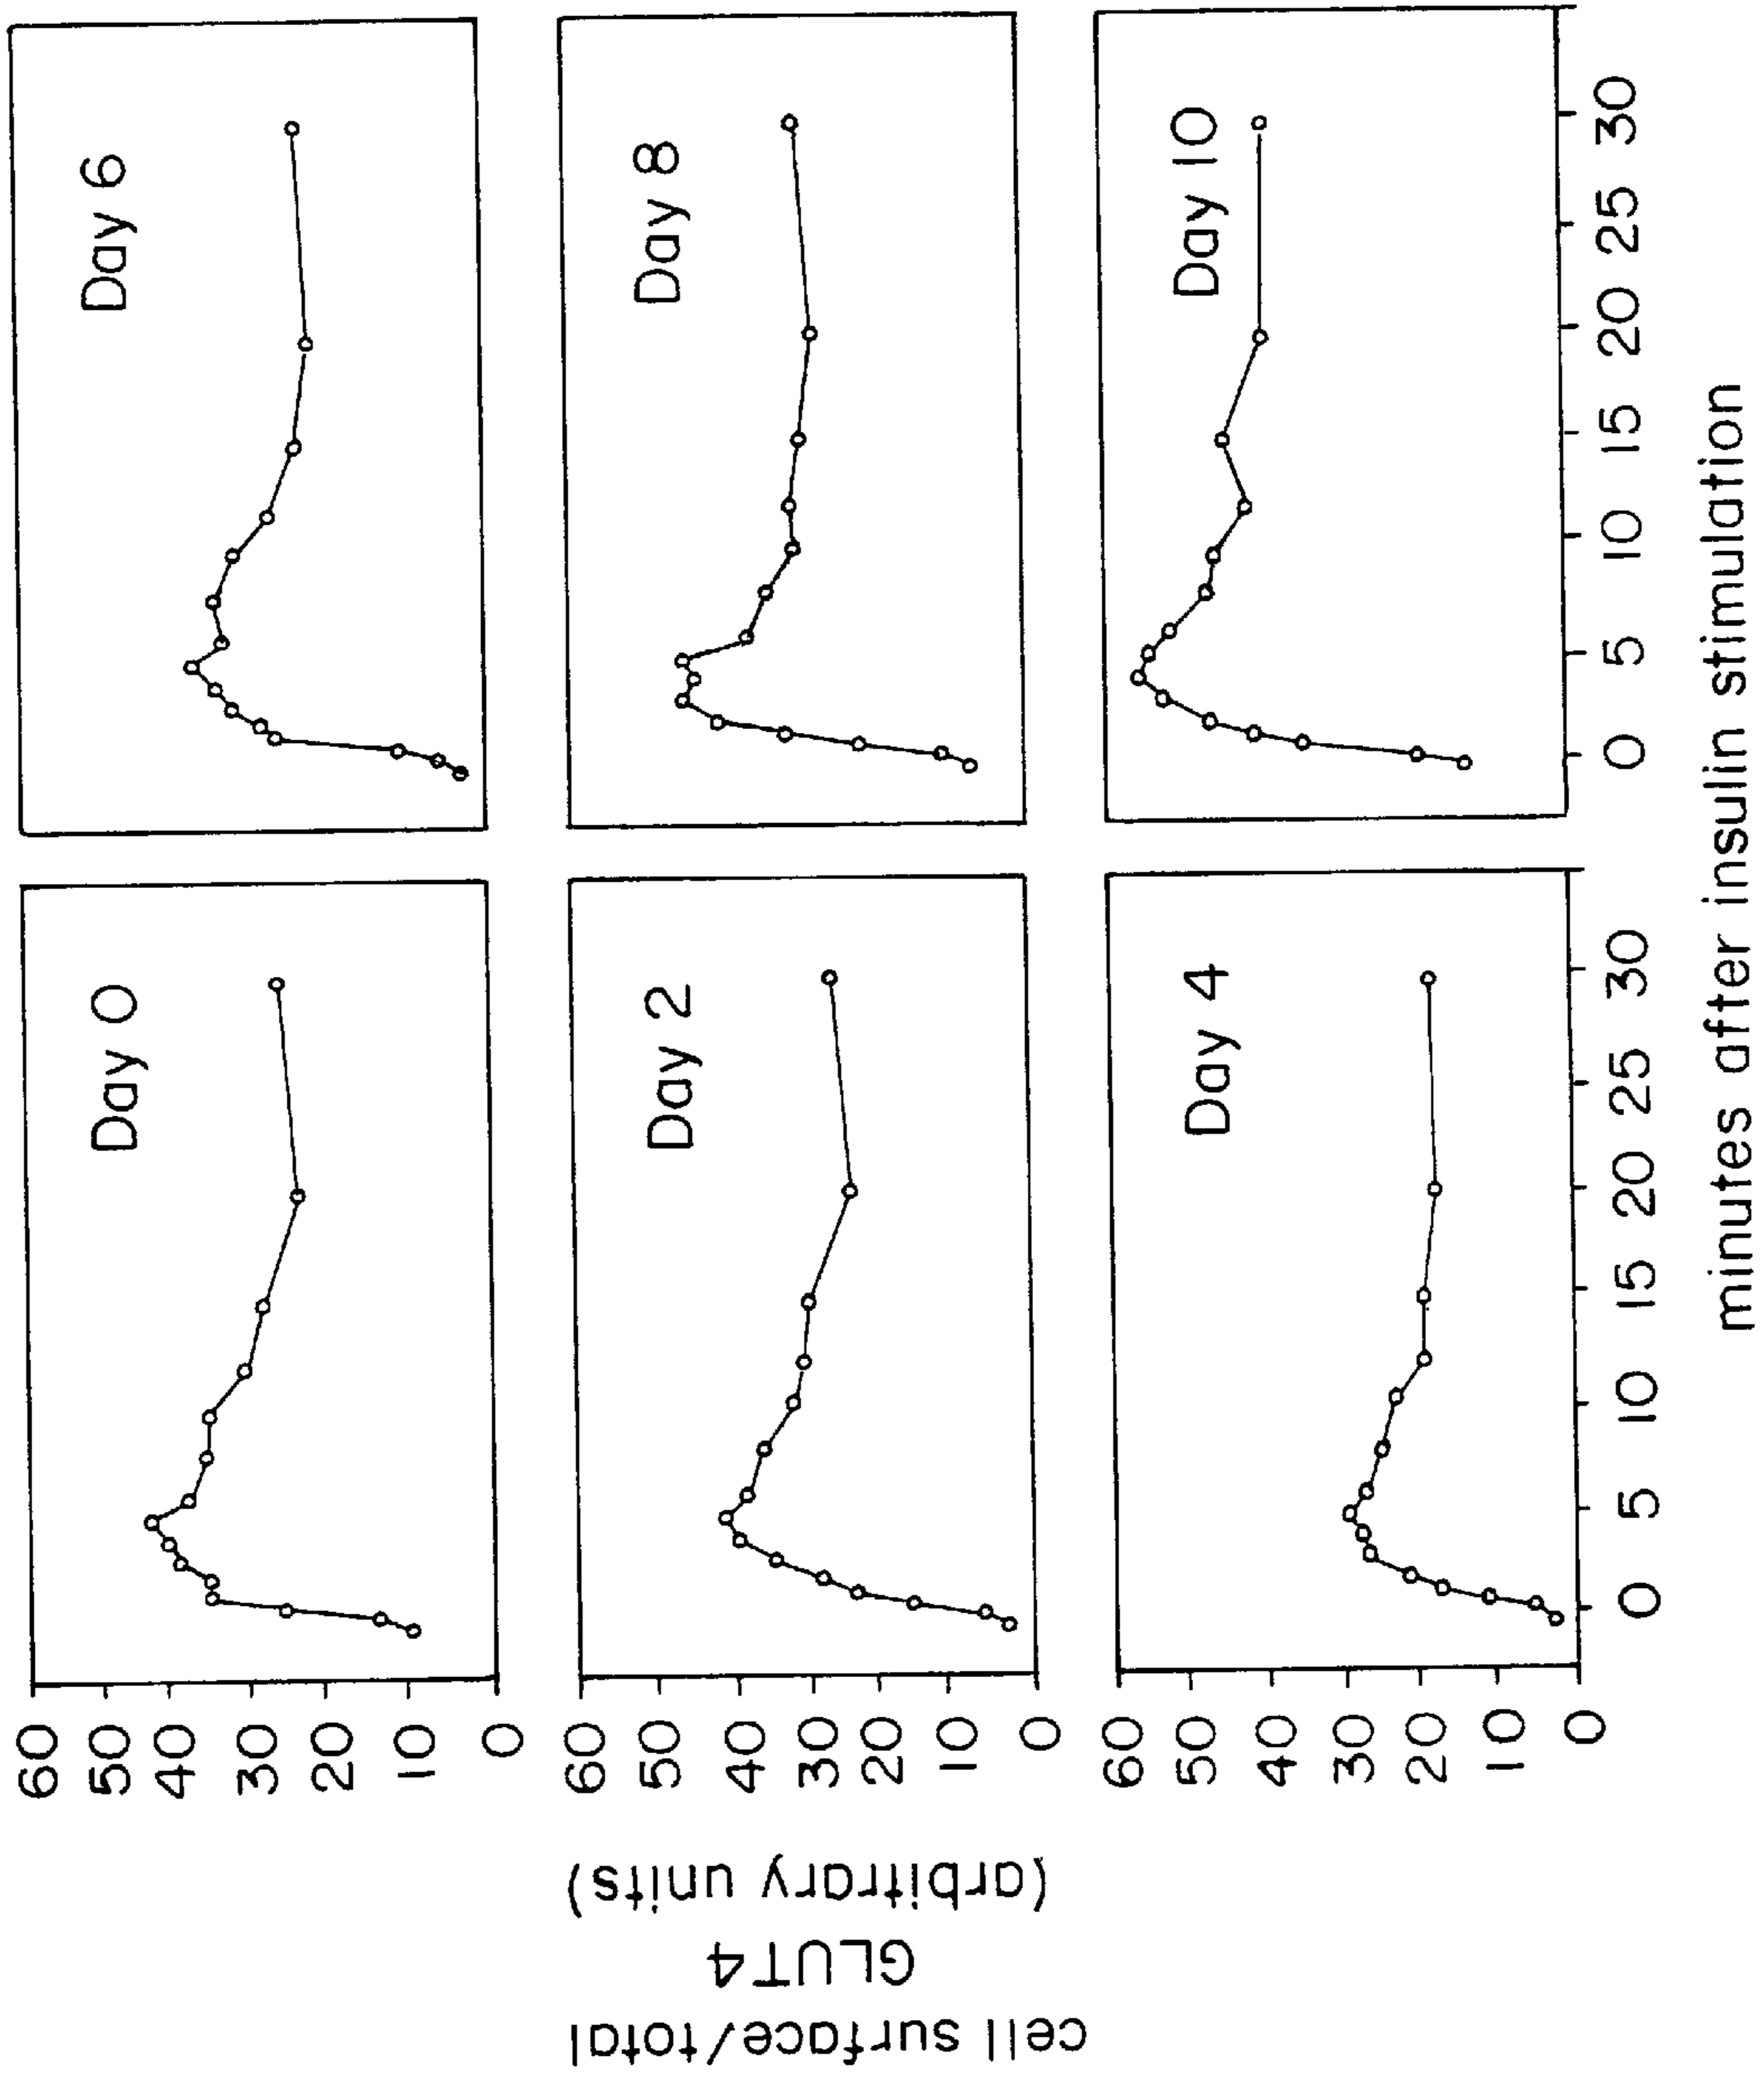 cell surface/total
GLUT4
(arbitrary units)
60
50
40
30
20
10
0
Day 0
Day 6
60
50
40
30
20
10
0
Day 2
Day 8
60
50
40
30
20
10
0
Day 4
Day 10
0 5 10 15 20 25 30
0 5 10 15 20 25 30
minutes after insulin stimulation